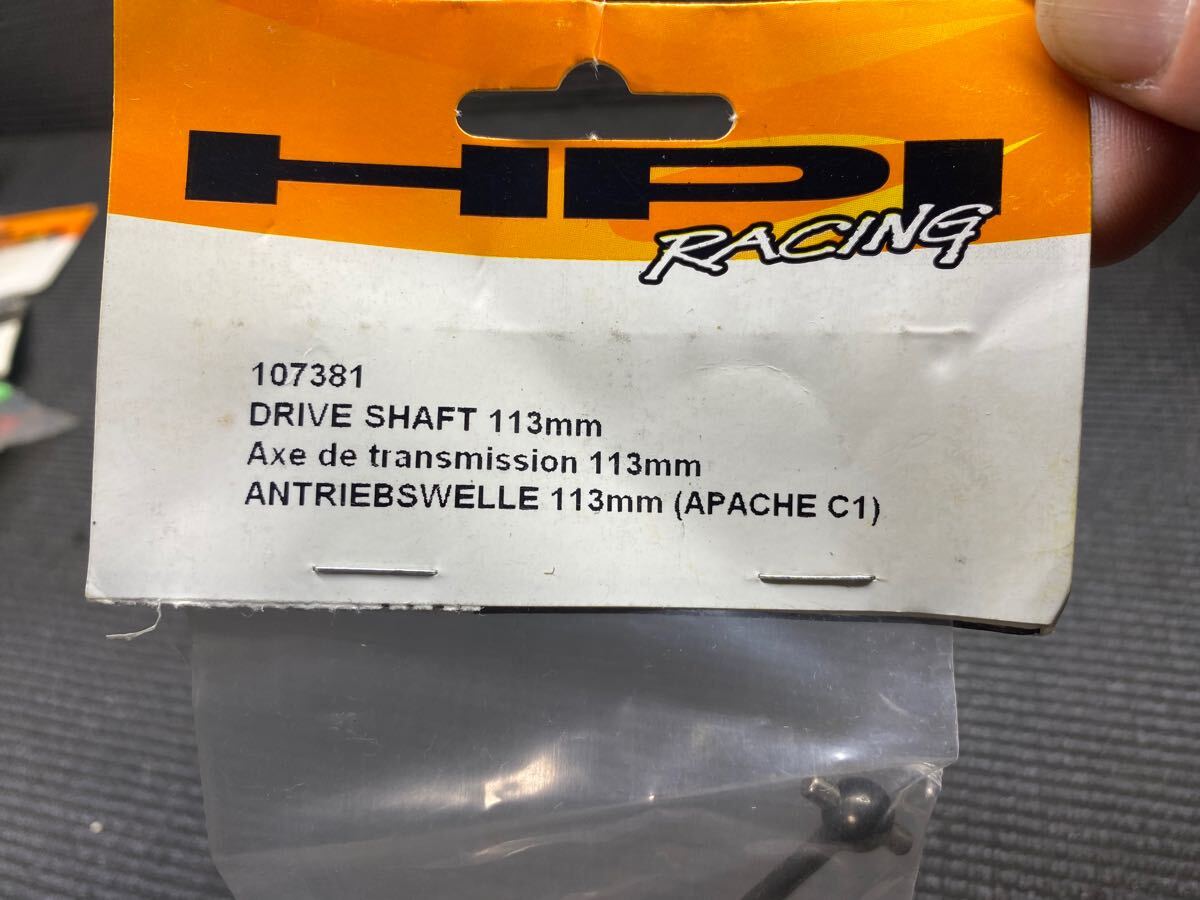 HPI
RACING
107381
DRIVE SHAFT 113mm
Axe de transmission 113mm
ANTRIEBSWELLE 113mm (APACHE C1)